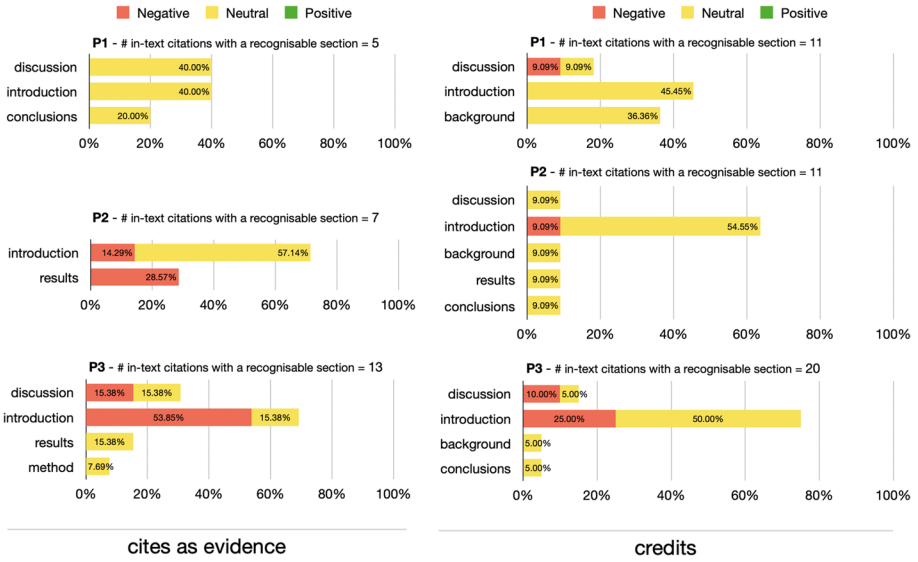 Negative Neutral Positive
P1 - # in-text citations with a recognisable section = 5
discussion 40.00%
introduction 40.00%
conclusions 20.00%
0% 20% 40% 60% 80% 100%
P2 - # in-text citations with a recognisable section = 7
introduction 14.29% 57.14%
results 28.57%
0% 20% 40% 60% 80% 100%
P3 - # in-text citations with a recognisable section = 13
discussion 15.38% 15.38%
introduction 53.85% 15.38%
results 15.38%
method 7.69%
0% 20% 40% 60% 80% 100%
cites as evidence
Negative Neutral Positive
P1 - # in-text citations with a recognisable section = 11
discussion 9.09% 9.09%
introduction 45.45%
background 36.36%
0% 20% 40% 60% 80% 100%
P2 - # in-text citations with a recognisable section = 11
discussion 9.09%
introduction 9.09% 54.55%
background 9.09%
results 9.09%
conclusions 9.09%
0% 20% 40% 60% 80% 100%
P3 - # in-text citations with a recognisable section = 20
discussion 10.00% 5.00%
introduction 25.00% 50.00%
background 5.00%
conclusions 5.00%
0% 20% 40% 60% 80% 100%
credits